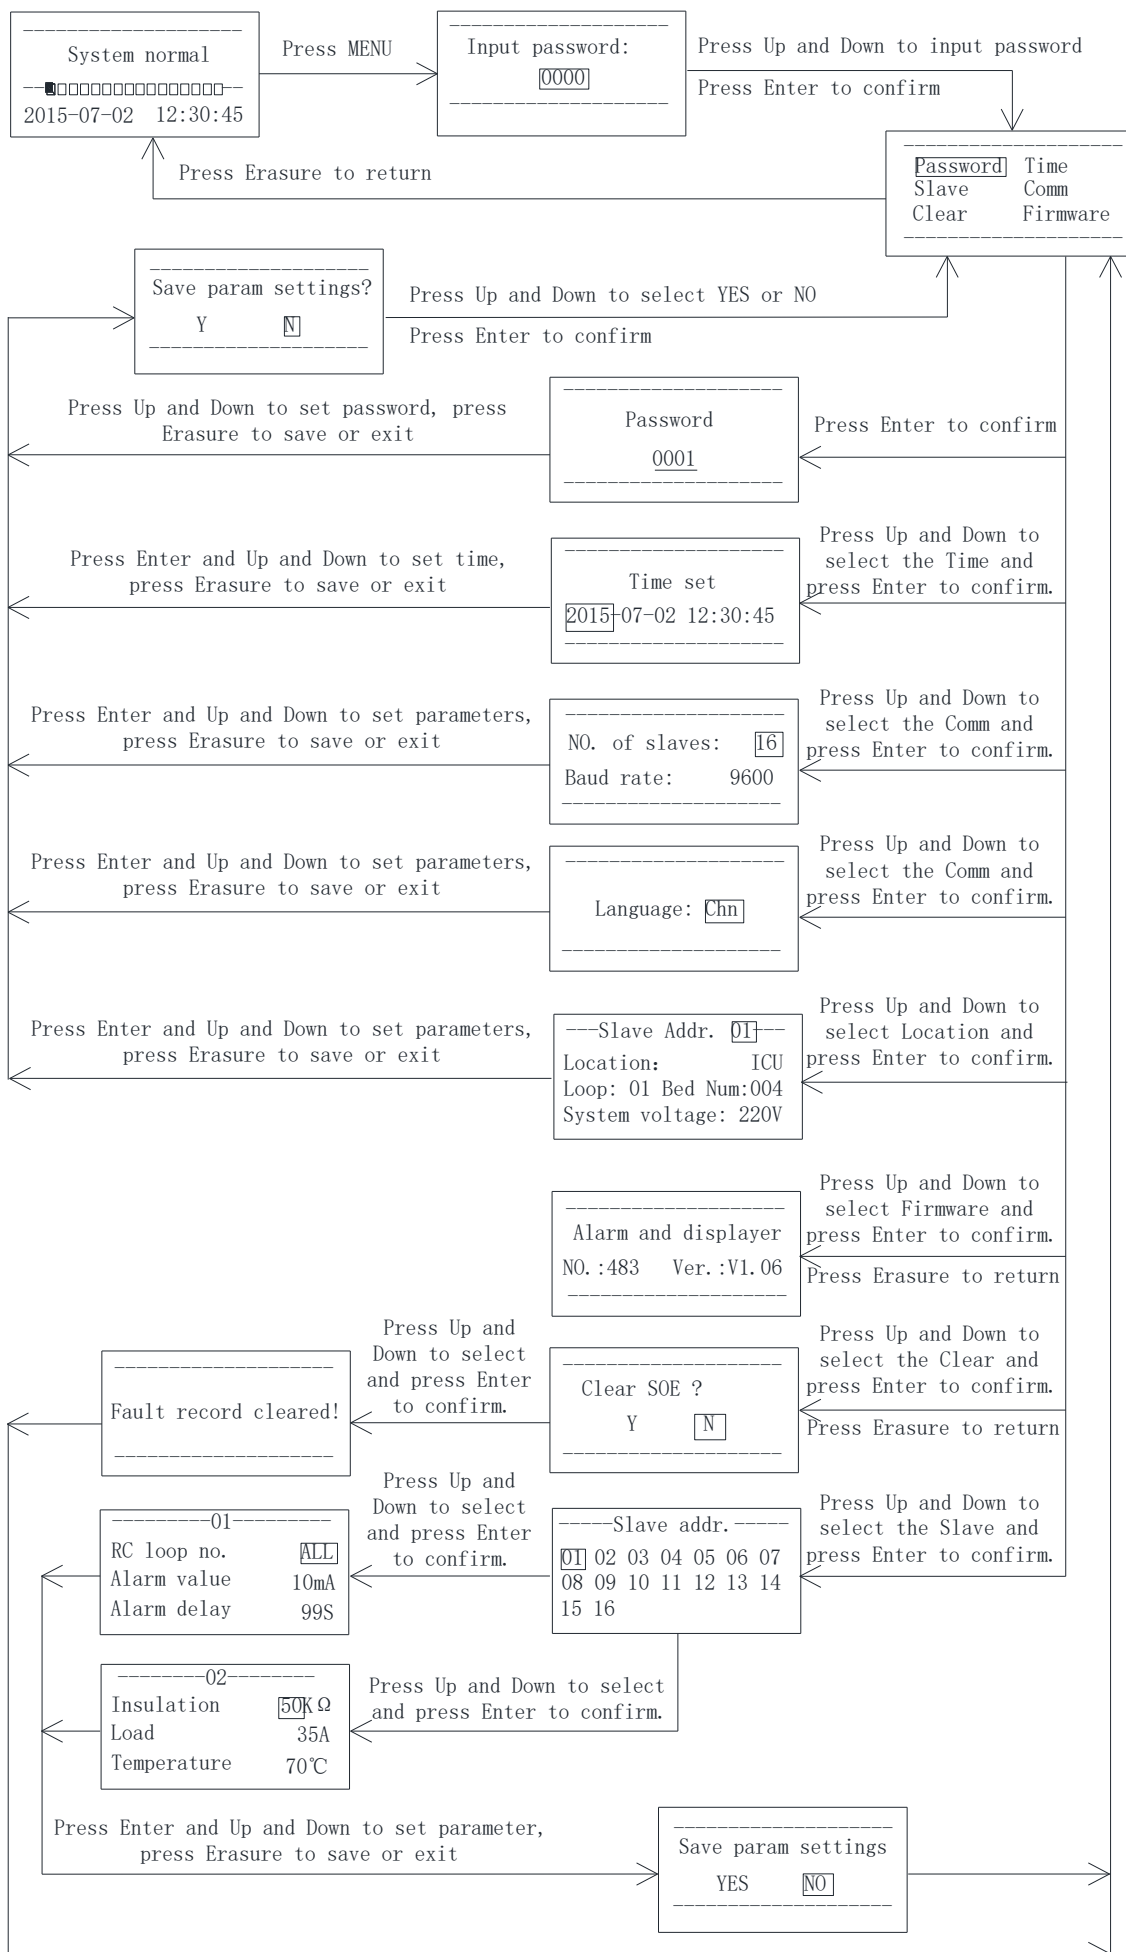 System normal
2015-07-02 12:30:45
Press MENU
Input password:
0000
Press Up and Down to input password
Press Enter to confirm
Password Time
Slave Comm
Clear Firmware
Press Erasure to return
Save param settings?
Y N
Press Up and Down to select YES or NO
Press Enter to confirm
Press Up and Down to set password, press
Erasure to save or exit
Password
0001
Press Enter to confirm
Press Enter and Up and Down to set time,
press Erasure to save or exit
Time set
2015-07-02 12:30:45
Press Up and Down to
select the Time and
press Enter to confirm.
Press Enter and Up and Down to set parameters,
press Erasure to save or exit
NO. of slaves: 16
Baud rate: 9600
Press Up and Down to
select the Comm and
press Enter to confirm.
Press Enter and Up and Down to set parameters,
press Erasure to save or exit
Language: Chn
Press Up and Down to
select the Comm and
press Enter to confirm.
Press Enter and Up and Down to set parameters,
press Erasure to save or exit
---Slave Addr. 01---
Location: ICU
Loop: 01 Bed Num:004
System voltage: 220V
Press Up and Down to
select Location and
press Enter to confirm.
Alarm and displayer
NO.:483 Ver.:V1.06
Press Up and Down to
select Firmware and
press Enter to confirm.
Press Erasure to return
Fault record cleared!
Press Up and
Down to select
and press Enter
to confirm.
Clear SOE ?
Y N
Press Up and Down to
select the Clear and
press Enter to confirm.
Press Erasure to return
---------01---------
RC loop no. ALL
Alarm value 10mA
Alarm delay 99S
Press Up and
Down to select
and press Enter
to confirm.
-----Slave addr.-----
01 02 03 04 05 06 07
08 09 10 11 12 13 14
15 16
Press Up and Down to
select the Slave and
press Enter to confirm.
--------02--------
Insulation 50KΩ
Load 35A
Temperature 70℃
Press Up and Down to select
and press Enter to confirm.
Press Enter and Up and Down to set parameter,
press Erasure to save or exit
Save param settings
YES NO